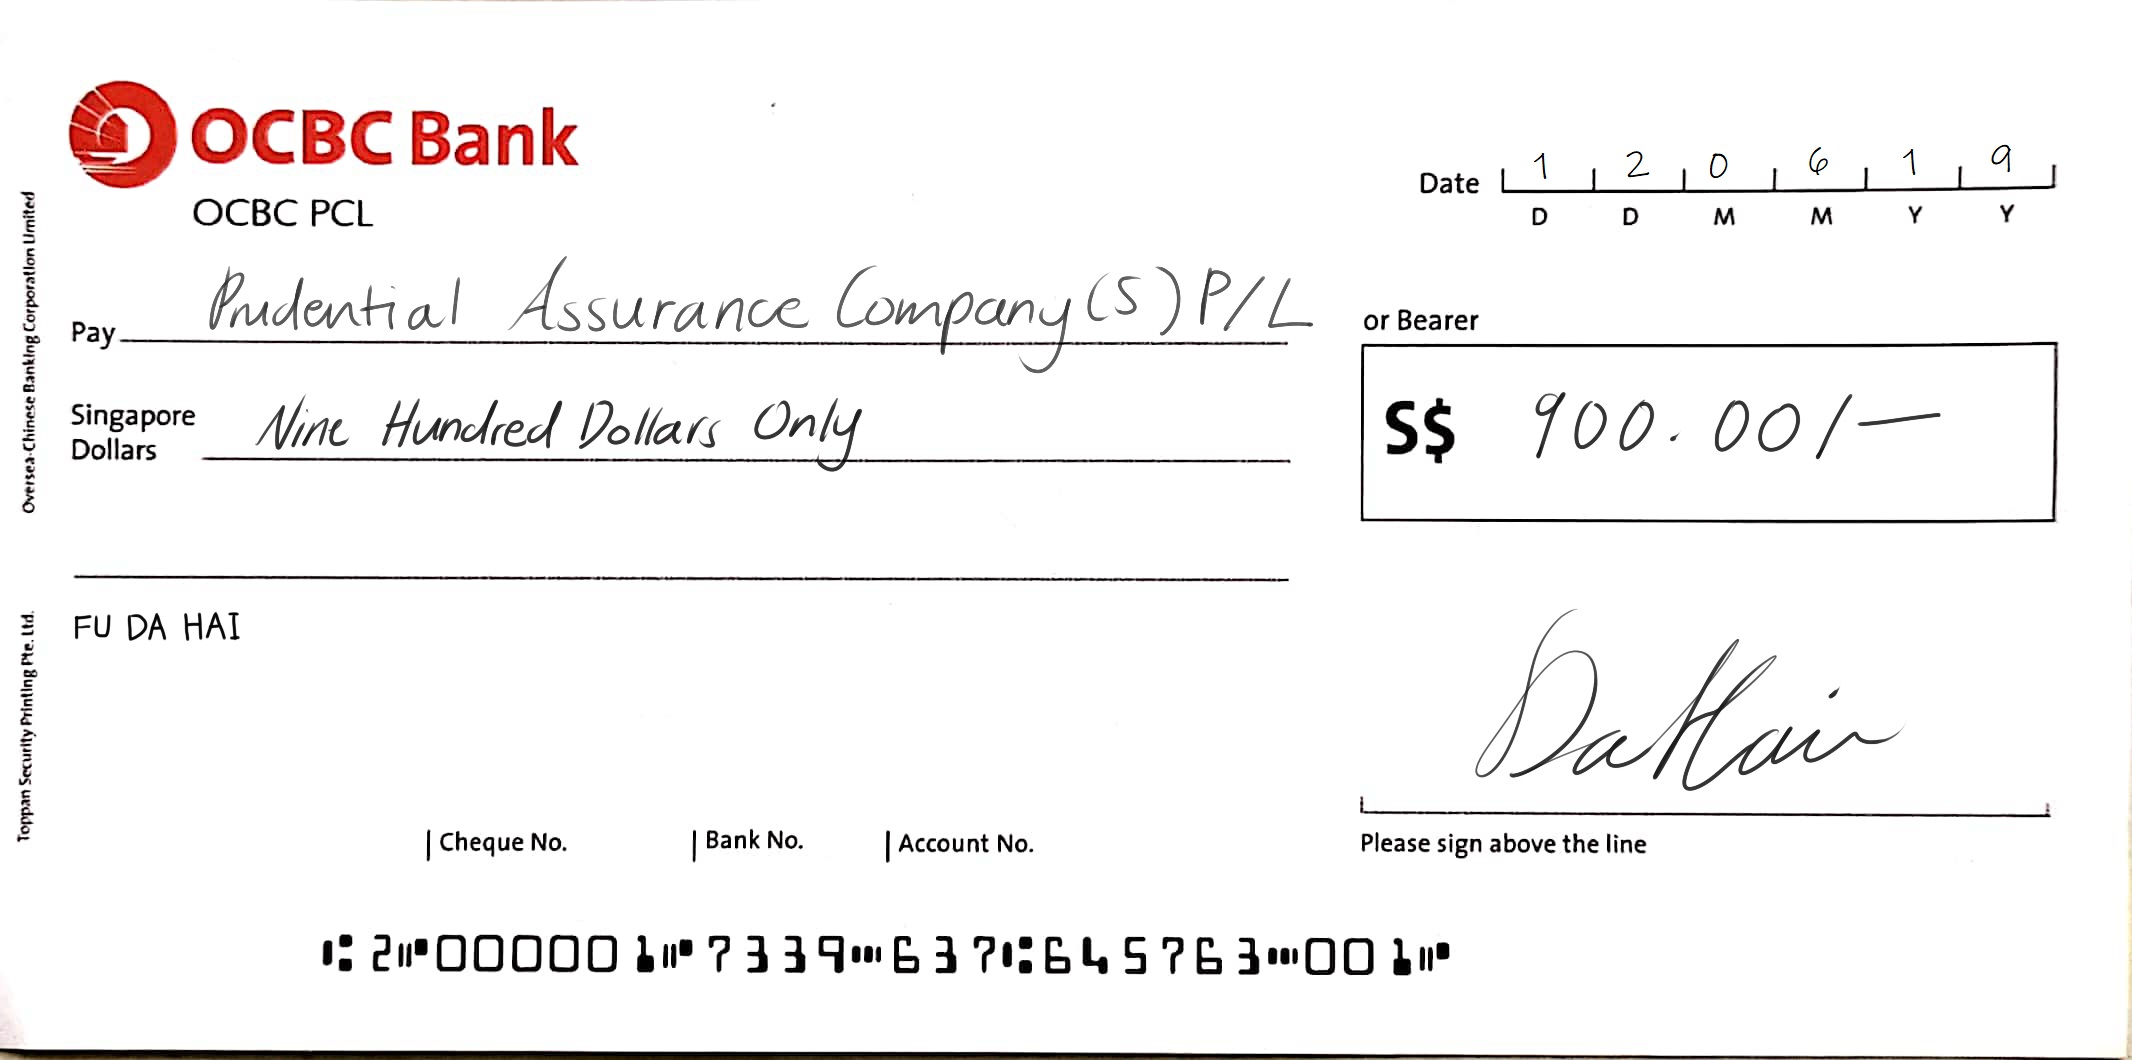 OCBC Bank
OCBC PCL
Date 1 2 0 6 1 9
D D M M Y Y
Pay Prudential Assurance Company (S) P/L or Bearer
Singapore Dollars Nine Hundred Dollars Only
S$ 900.00/-
FU DA HAI
DaHai
Cheque No. Bank No. Account No.
Please sign above the line
⑆2⑈000001⑈7339⑉637⑆645763⑉001⑈
Oversea-Chinese Banking Corporation Limited
Toppan Security Printing Pte. Ltd.